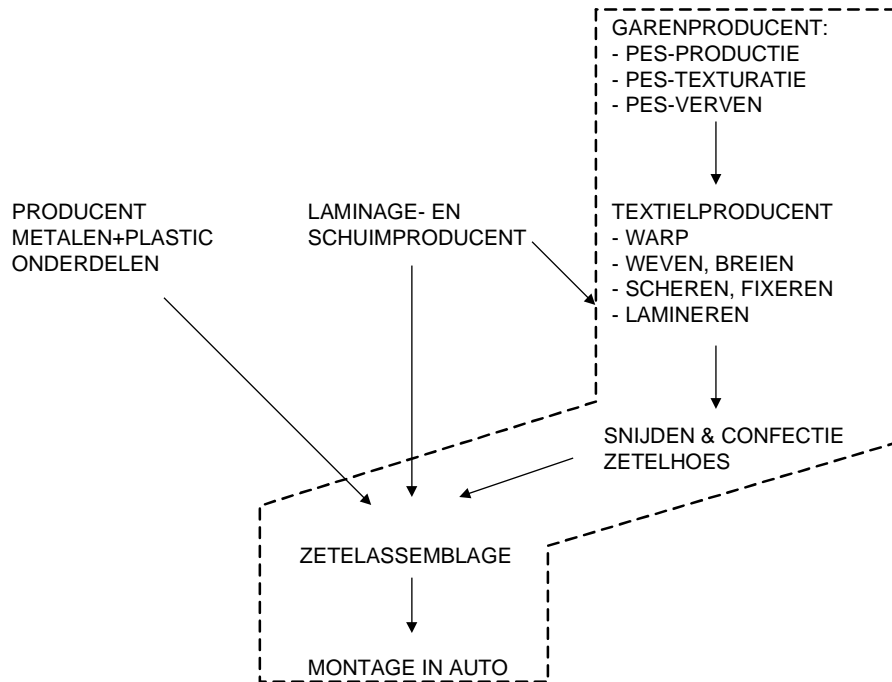 GARENPRODUCENT:
- PES-PRODUCTIE
- PES-TEXTURATIE
- PES-VERVEN
PRODUCENT
METALEN+PLASTIC
ONDERDELEN
LAMINAGE- EN
SCHUIMPRODUCENT
TEXTIELPRODUCENT
- WARP
- WEVEN, BREIEN
- SCHEREN, FIXEREN
- LAMINEREN
SNIJDEN & CONFECTIE
ZETELHOES
ZETELASSEMBLAGE
MONTAGE IN AUTO